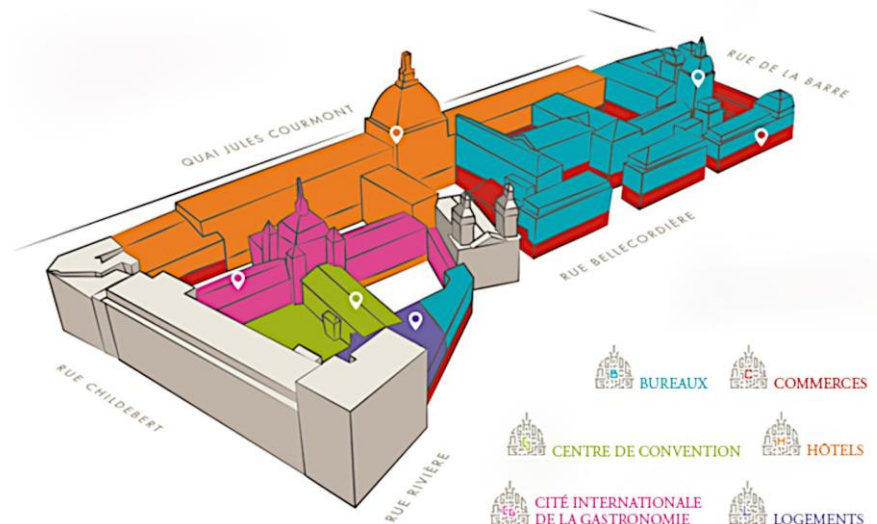 QUAI JULES COURMONT
RUE DE LA BARRE
RUE BELLECORDIÈRE
RUE CHILDEBERT
RUE RIVIÈRE
B BUREAUX
C COMMERCES
CENTRE DE CONVENTION
H HÔTELS
CITÉ INTERNATIONALE
DE LA GASTRONOMIE
L LOGEMENTS